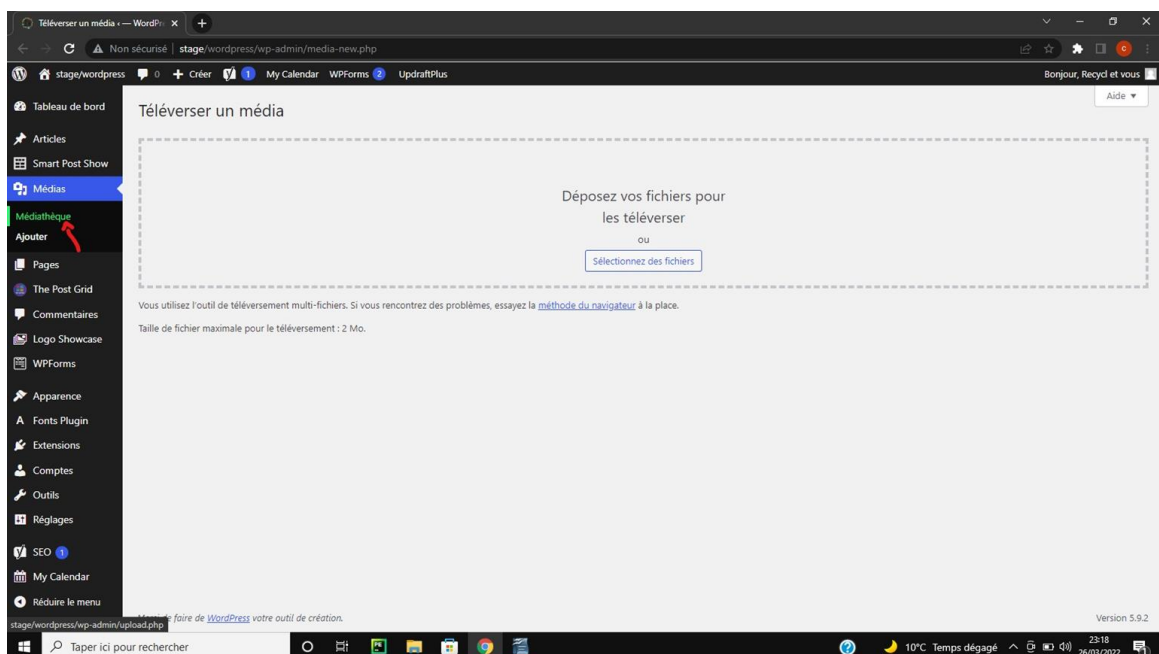 Téléverser un média ‹ — WordPr
Non sécurisé | stage/wordpress/wp-admin/media-new.php
stage/wordpress 0 Créer 1 My Calendar WPForms 2 UpdraftPlus Bonjour, Recycl et vous
Aide
Tableau de bord
Articles
Smart Post Show
Médias
Médiathèque
Ajouter
Pages
The Post Grid
Commentaires
Logo Showcase
WPForms
Apparence
A Fonts Plugin
Extensions
Comptes
Outils
Réglages
SEO 1
My Calendar
Réduire le menu
Téléverser un média
Déposez vos fichiers pour
les téléverser
ou
Sélectionnez des fichiers
Vous utilisez l'outil de téléversement multi-fichiers. Si vous rencontrez des problèmes, essayez la méthode du navigateur à la place.
Taille de fichier maximale pour le téléversement : 2 Mo.
de faire de WordPress votre outil de création.
Version 5.9.2
stage/wordpress/wp-admin/upload.php
Taper ici pour rechercher
10°C Temps dégagé
23:18
26/03/2022